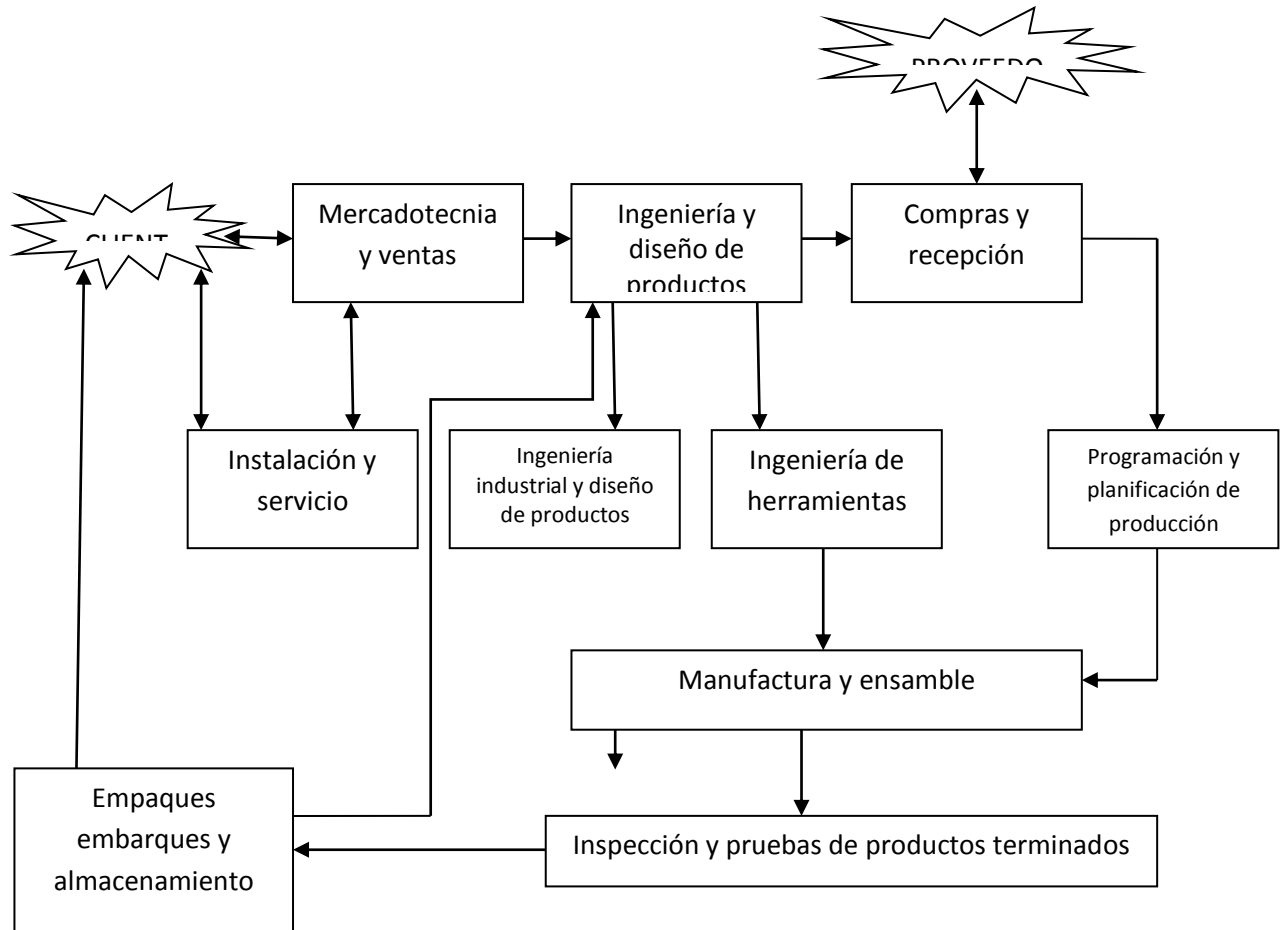 PROVEEDO
CLIENT
Mercadotecnia
y ventas
Ingeniería y
diseño de
productos
Compras y
recepción
Instalación y
servicio
Ingeniería
industrial y diseño
de productos
Ingeniería de
herramientas
Programación y
planificación de
producción
Manufactura y ensamble
Empaques
embarques y
almacenamiento
Inspección y pruebas de productos terminados